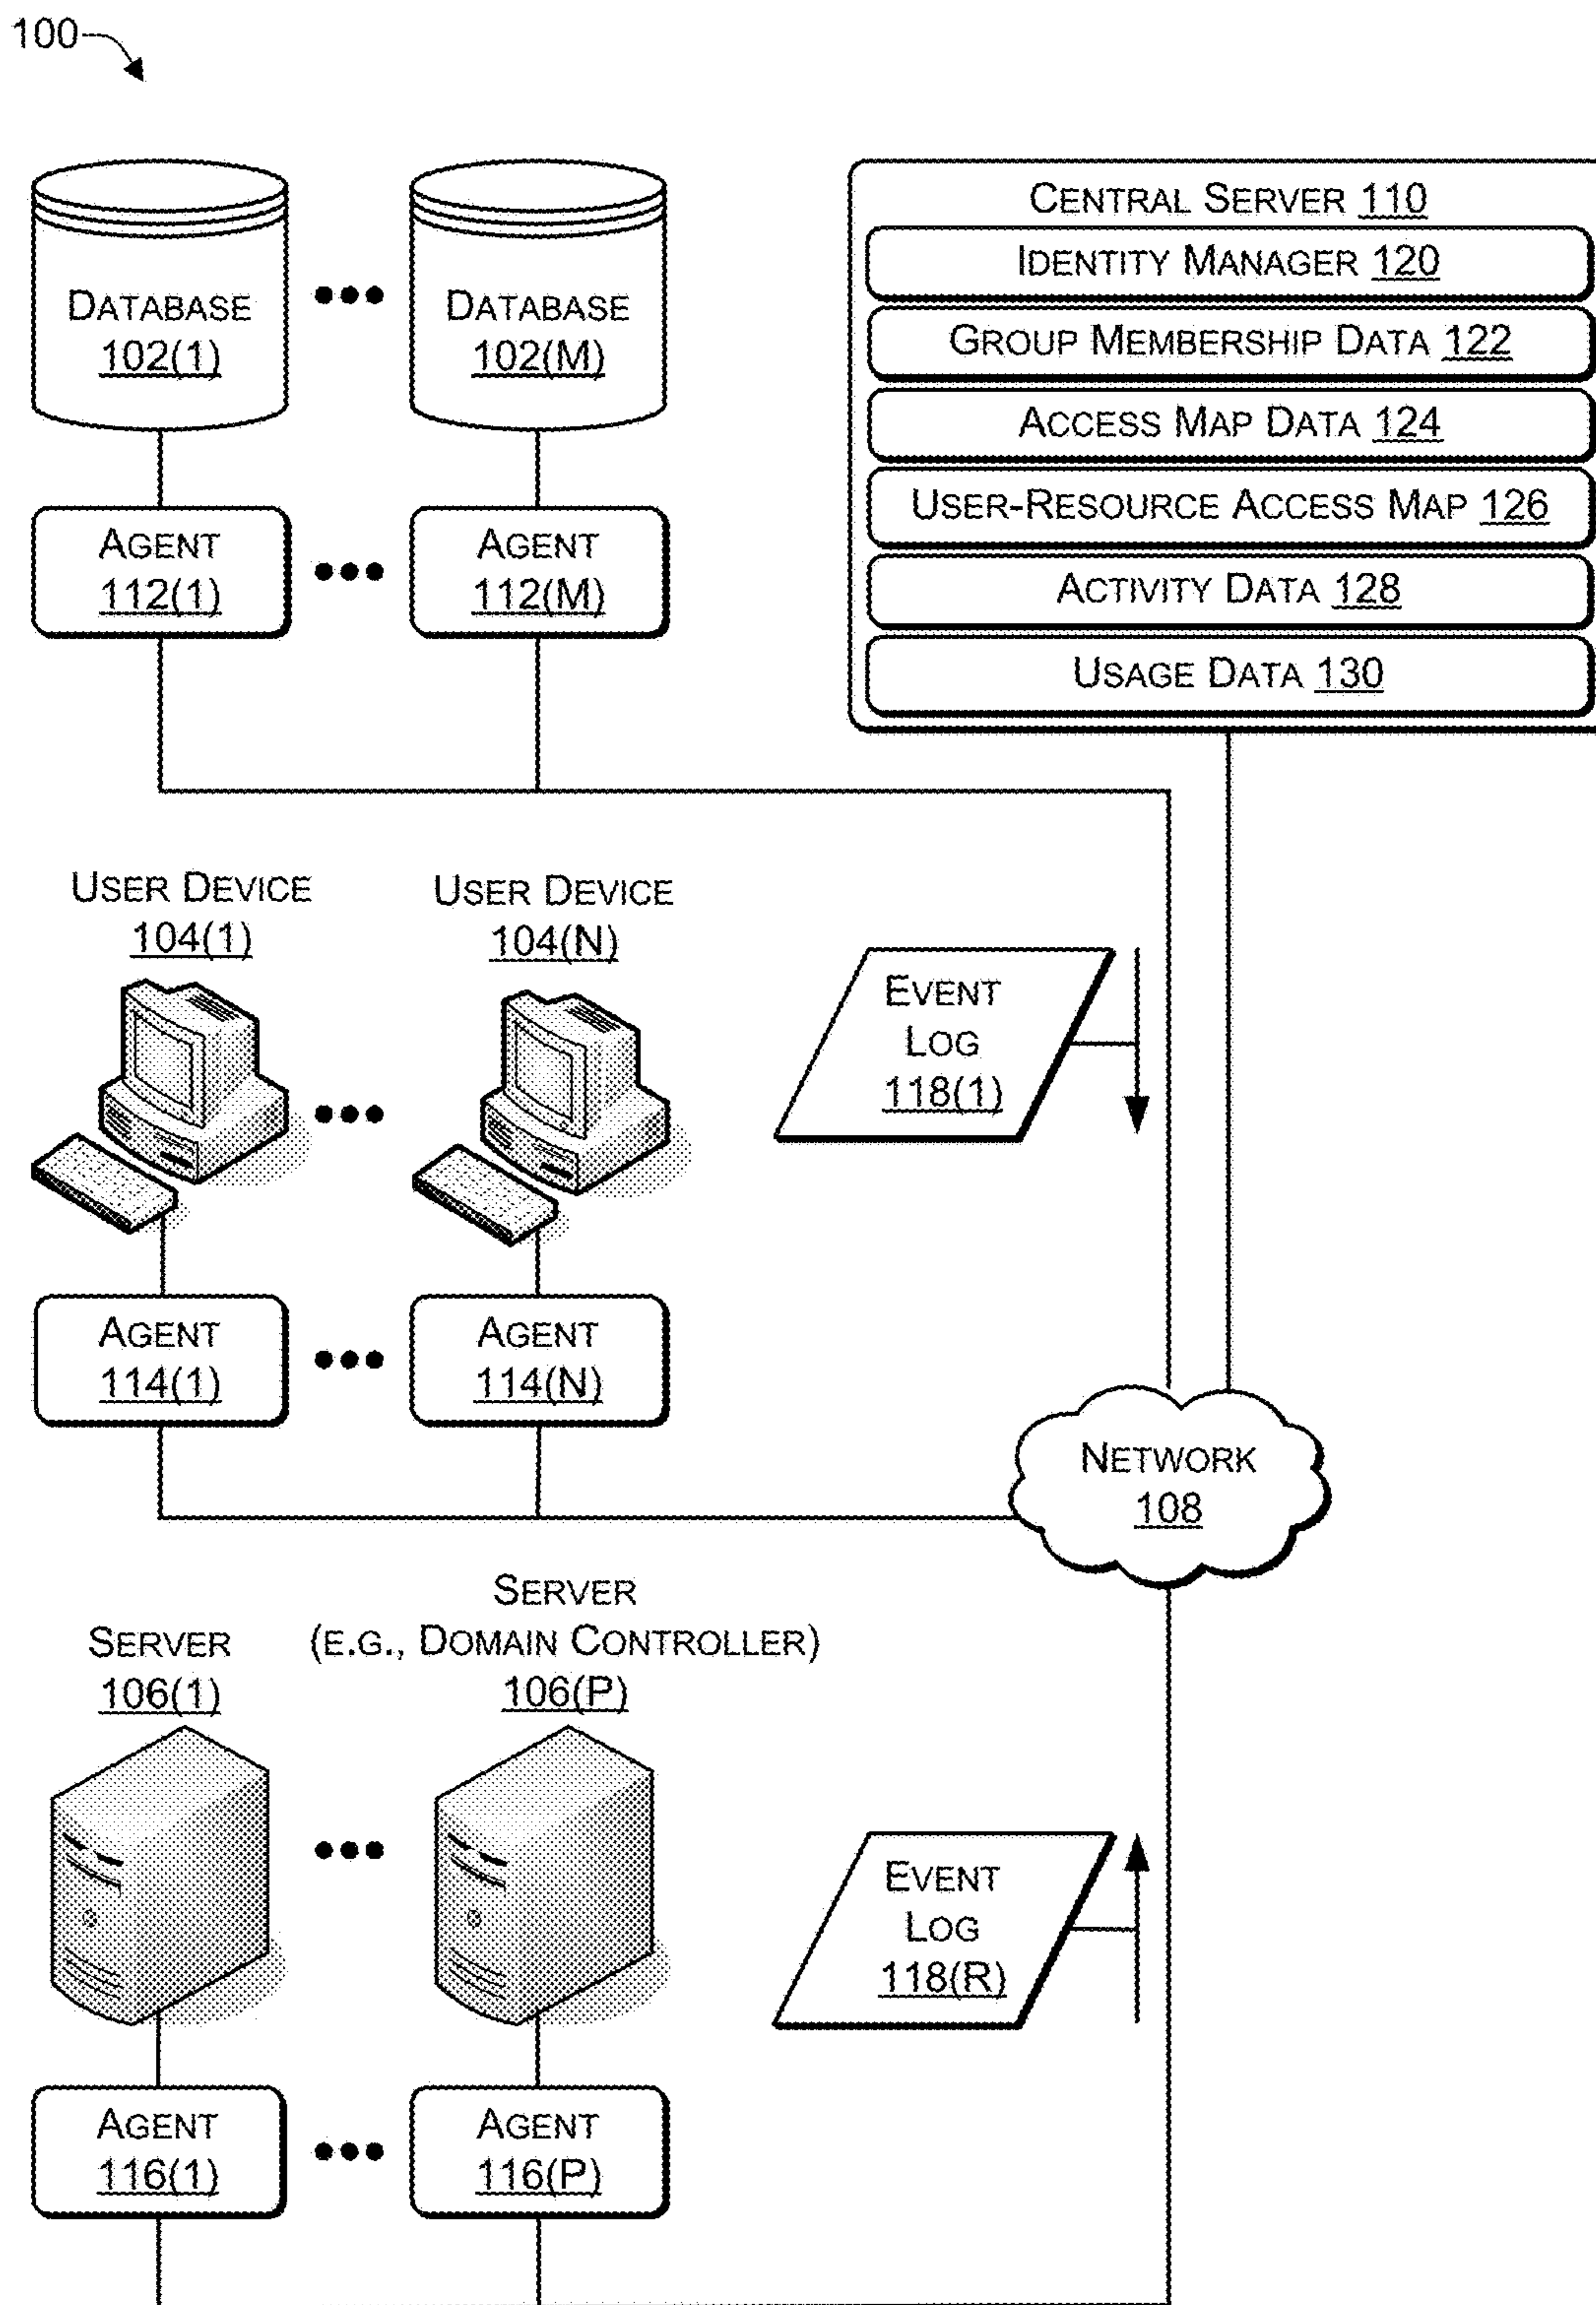 100
DATABASE
102(1)
DATABASE
102(M)
CENTRAL SERVER 110
IDENTITY MANAGER 120
GROUP MEMBERSHIP DATA 122
ACCESS MAP DATA 124
USER-RESOURCE ACCESS MAP 126
ACTIVITY DATA 128
USAGE DATA 130
AGENT
112(1)
AGENT
112(M)
USER DEVICE
104(1)
USER DEVICE
104(N)
EVENT
LOG
118(1)
AGENT
114(1)
AGENT
114(N)
NETWORK
108
SERVER
106(1)
SERVER
(E.G., DOMAIN CONTROLLER)
106(P)
EVENT
LOG
118(R)
AGENT
116(1)
AGENT
116(P)